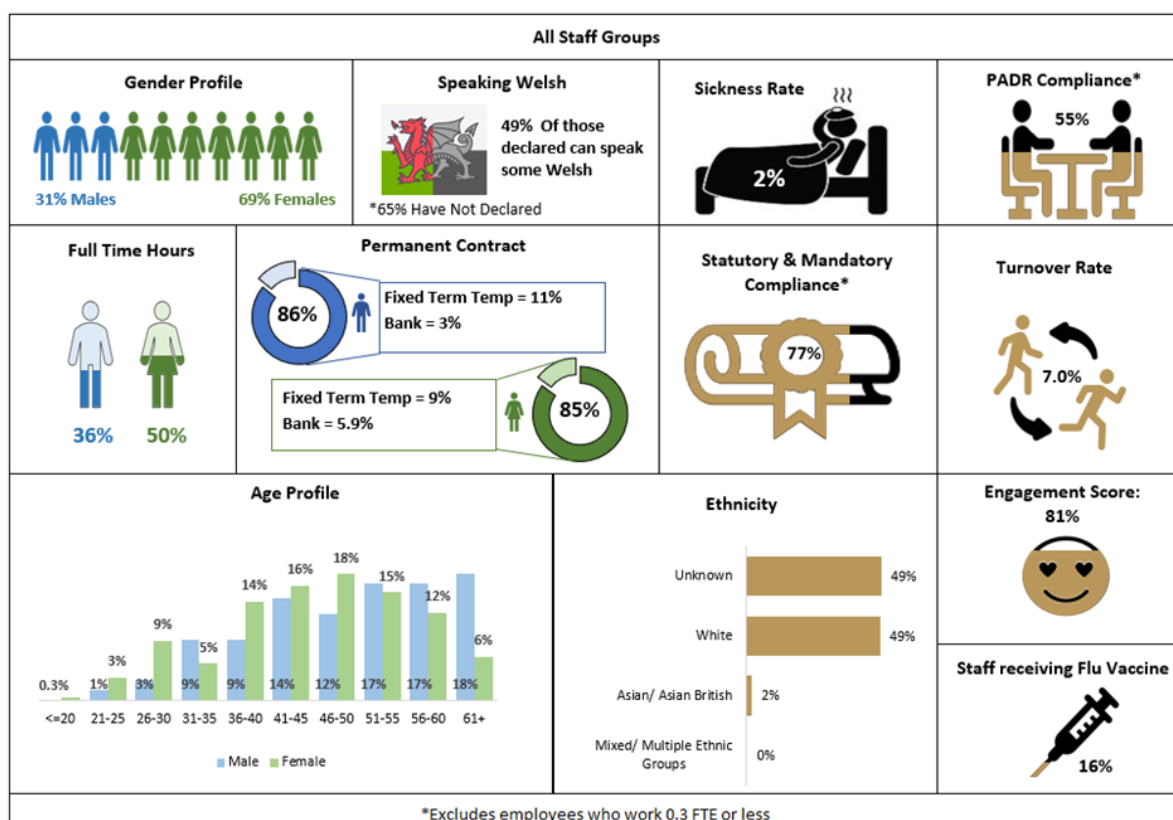 All Staff Groups
Gender Profile
31% Males
69% Females
Speaking Welsh
49% Of those
declared can speak
some Welsh
*65% Have Not Declared
Sickness Rate
2%
PADR Compliance*
55%
Full Time Hours
36%
50%
Permanent Contract
86%
Fixed Term Temp = 11%
Bank = 3%
Fixed Term Temp = 9%
Bank = 5.9%
85%
Statutory & Mandatory
Compliance*
77%
Turnover Rate
7.0%
Age Profile
0.3%
1%
3%
3%
9%
9%
5%
9%
14%
14%
16%
12%
18%
17%
15%
17%
12%
18%
6%
<=20
21-25
26-30
31-35
36-40
41-45
46-50
51-55
56-60
61+
Male
Female
Ethnicity
Unknown
49%
White
49%
Asian/ Asian British
2%
Mixed/ Multiple Ethnic
Groups
0%
Engagement Score:
81%
Staff receiving Flu Vaccine
16%
*Excludes employees who work 0.3 FTE or less